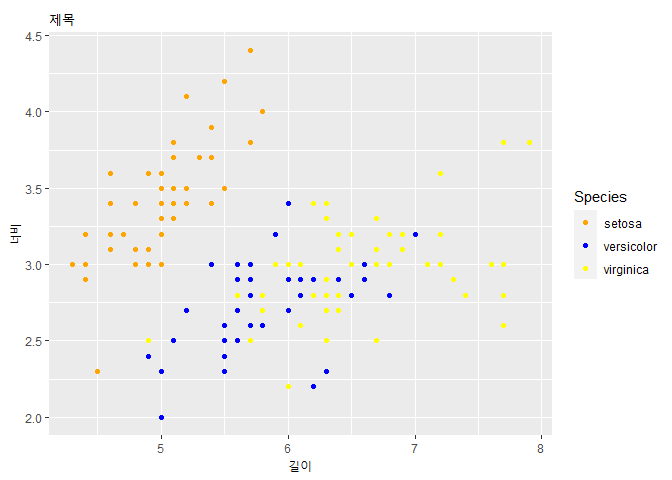 제목
4.5
4.0
3.5
3.0
2.5
2.0
너비
5 6 7 8
길이
Species
setosa
versicolor
virginica